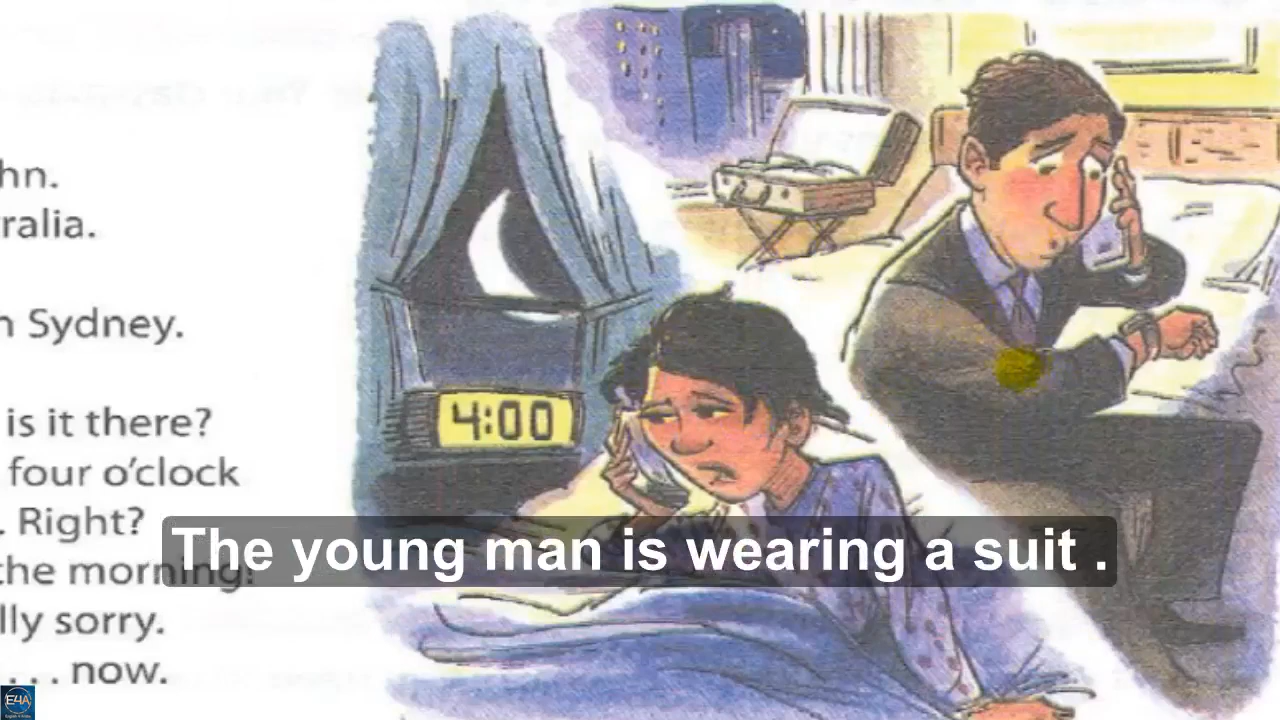 hn.
ralia.
n Sydney.
is it there?
four o'clock
. Right?
the morning!
lly sorry.
. . . now.
4:00
The young man is wearing a suit .
E4A